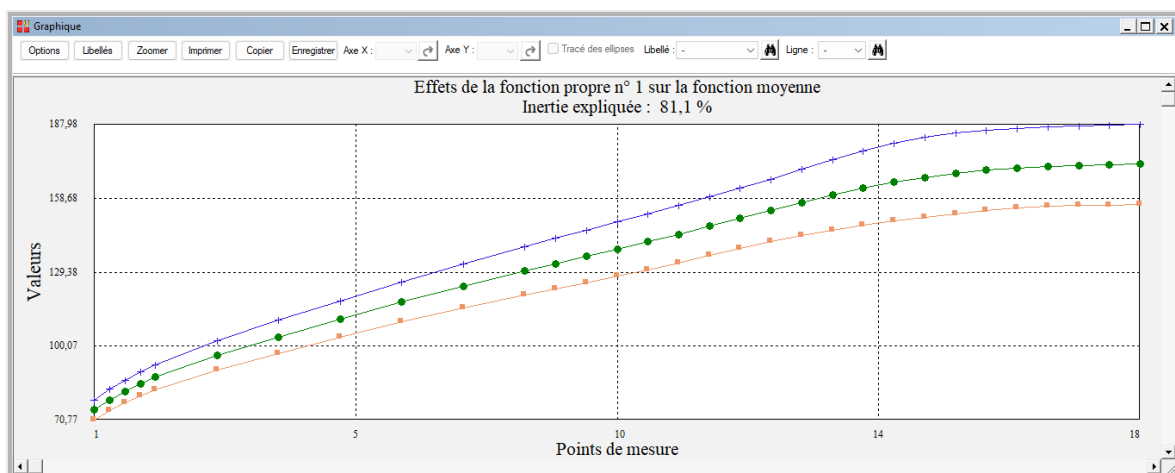 Graphique
Options Libellés Zoomer Imprimer Copier Enregistrer Axe X : Axe Y : Tracé des ellipses Libellé : - Ligne : -
Effets de la fonction propre n° 1 sur la fonction moyenne
Inertie expliquée : 81,1 %
187,98
158,68
129,38
100,07
70,77
Valeurs
1 5 10 14 18
Points de mesure